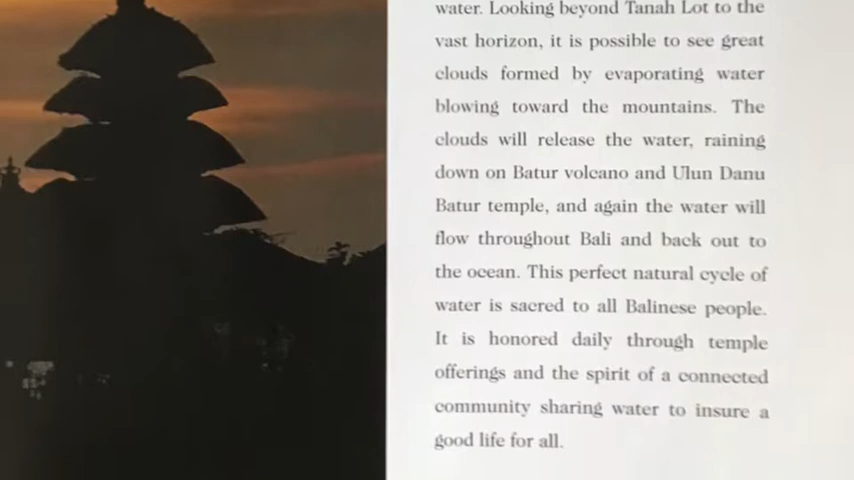 water. Looking beyond Tanah Lot to the
vast horizon, it is possible to see great
clouds formed by evaporating water
blowing toward the mountains. The
clouds will release the water, raining
down on Batur volcano and Ulun Danu
Batur temple, and again the water will
flow throughout Bali and back out to
the ocean. This perfect natural cycle of
water is sacred to all Balinese people.
It is honored daily through temple
offerings and the spirit of a connected
community sharing water to insure a
good life for all.